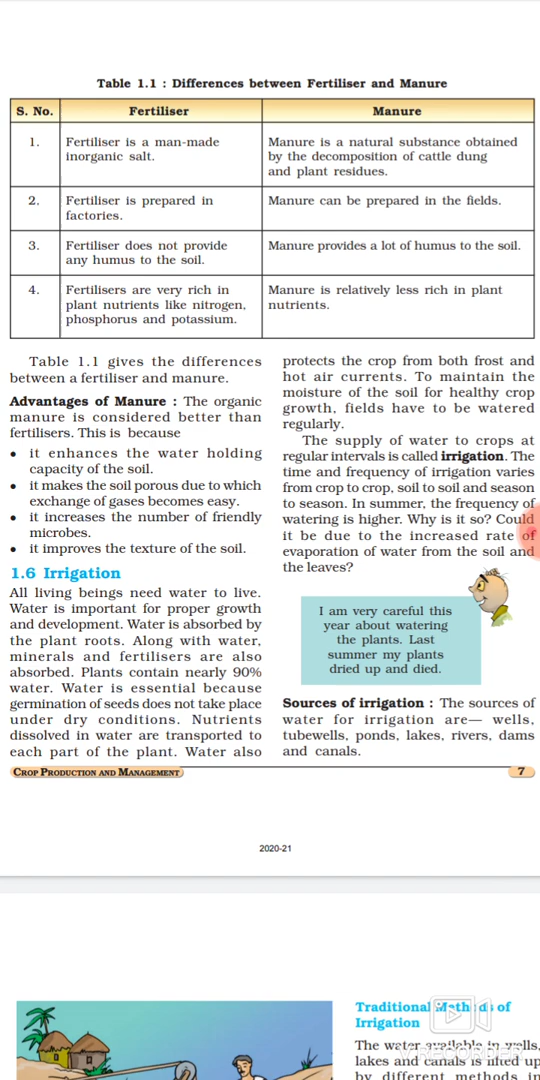 Table 1.1 : Differences between Fertiliser and Manure
S. No. Fertiliser Manure
1. Fertiliser is a man-made inorganic salt. Manure is a natural substance obtained by the decomposition of cattle dung and plant residues.
2. Fertiliser is prepared in factories. Manure can be prepared in the fields.
3. Fertiliser does not provide any humus to the soil. Manure provides a lot of humus to the soil.
4. Fertilisers are very rich in plant nutrients like nitrogen, phosphorus and potassium. Manure is relatively less rich in plant nutrients.
Table 1.1 gives the differences
between a fertiliser and manure.
Advantages of Manure : The organic
manure is considered better than
fertilisers. This is because
• it enhances the water holding
capacity of the soil.
• it makes the soil porous due to which
exchange of gases becomes easy.
• it increases the number of friendly
microbes.
• it improves the texture of the soil.
1.6 Irrigation
All living beings need water to live.
Water is important for proper growth
and development. Water is absorbed by
the plant roots. Along with water,
minerals and fertilisers are also
absorbed. Plants contain nearly 90%
water. Water is essential because
germination of seeds does not take place
under dry conditions. Nutrients
dissolved in water are transported to
each part of the plant. Water also
protects the crop from both frost and
hot air currents. To maintain the
moisture of the soil for healthy crop
growth, fields have to be watered
regularly.
The supply of water to crops at
regular intervals is called irrigation. The
time and frequency of irrigation varies
from crop to crop, soil to soil and season
to season. In summer, the frequency of
watering is higher. Why is it so? Could
it be due to the increased rate of
evaporation of water from the soil and
the leaves?
I am very careful this
year about watering
the plants. Last
summer my plants
dried up and died.
Sources of irrigation : The sources of
water for irrigation are— wells,
tubewells, ponds, lakes, rivers, dams
and canals.
CROP PRODUCTION AND MANAGEMENT
7
2020-21
Traditional Methods of
Irrigation
The water available in wells,
lakes and canals is lifted up
by different methods in
VRECORDER